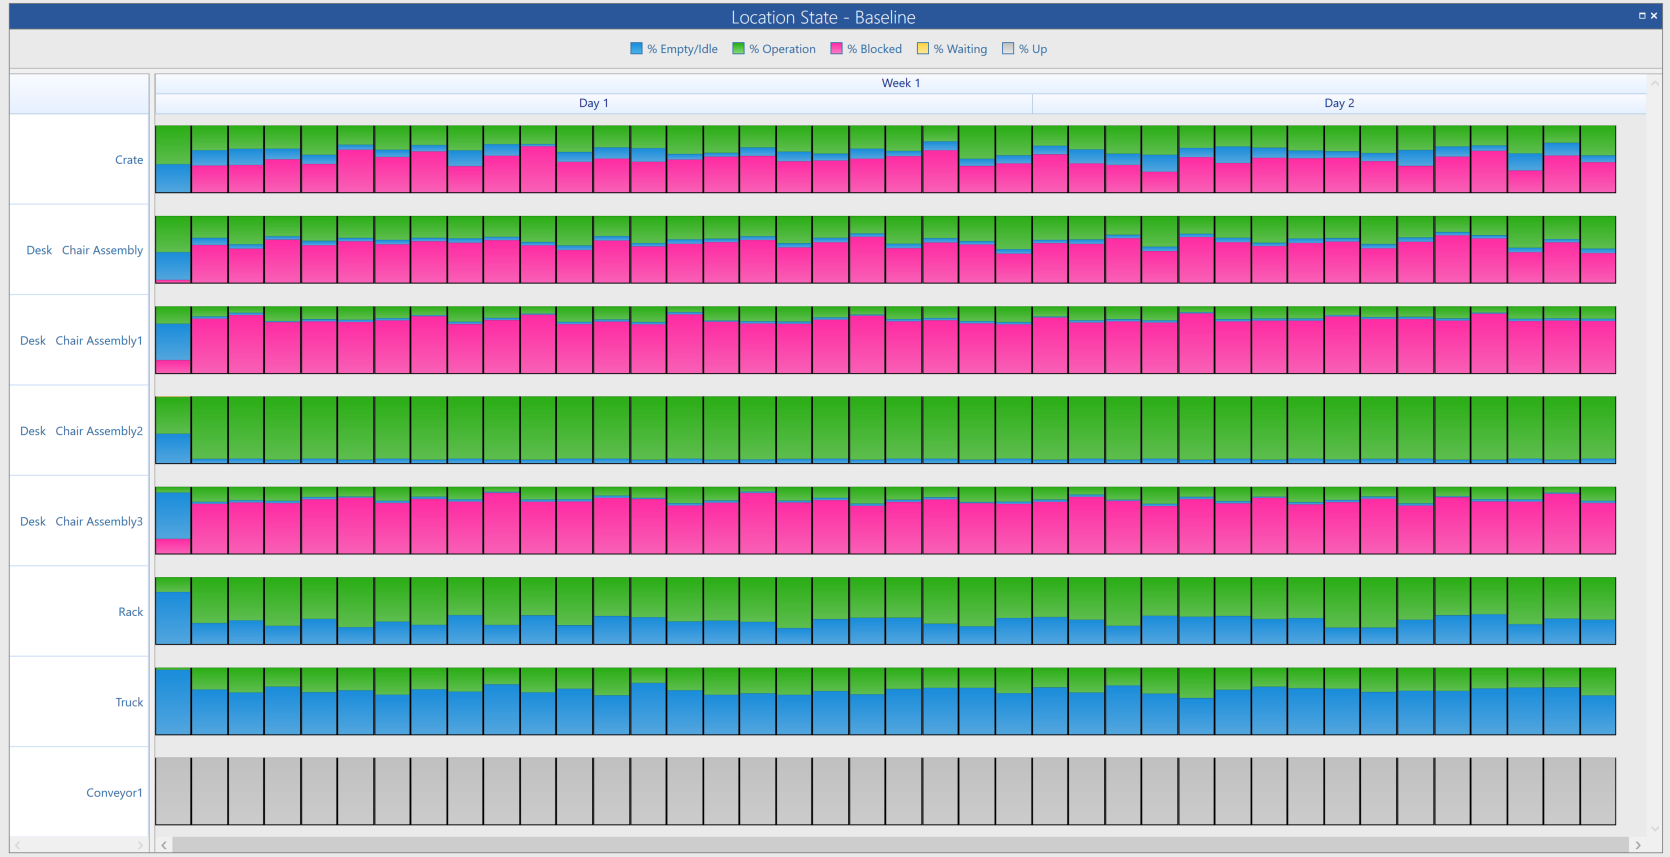 Location State - Baseline
% Empty/Idle % Operation % Blocked % Waiting % Up
Week 1
Day 1 Day 2
Crate
Desk Chair Assembly
Desk Chair Assembly1
Desk Chair Assembly2
Desk Chair Assembly3
Rack
Truck
Conveyor1